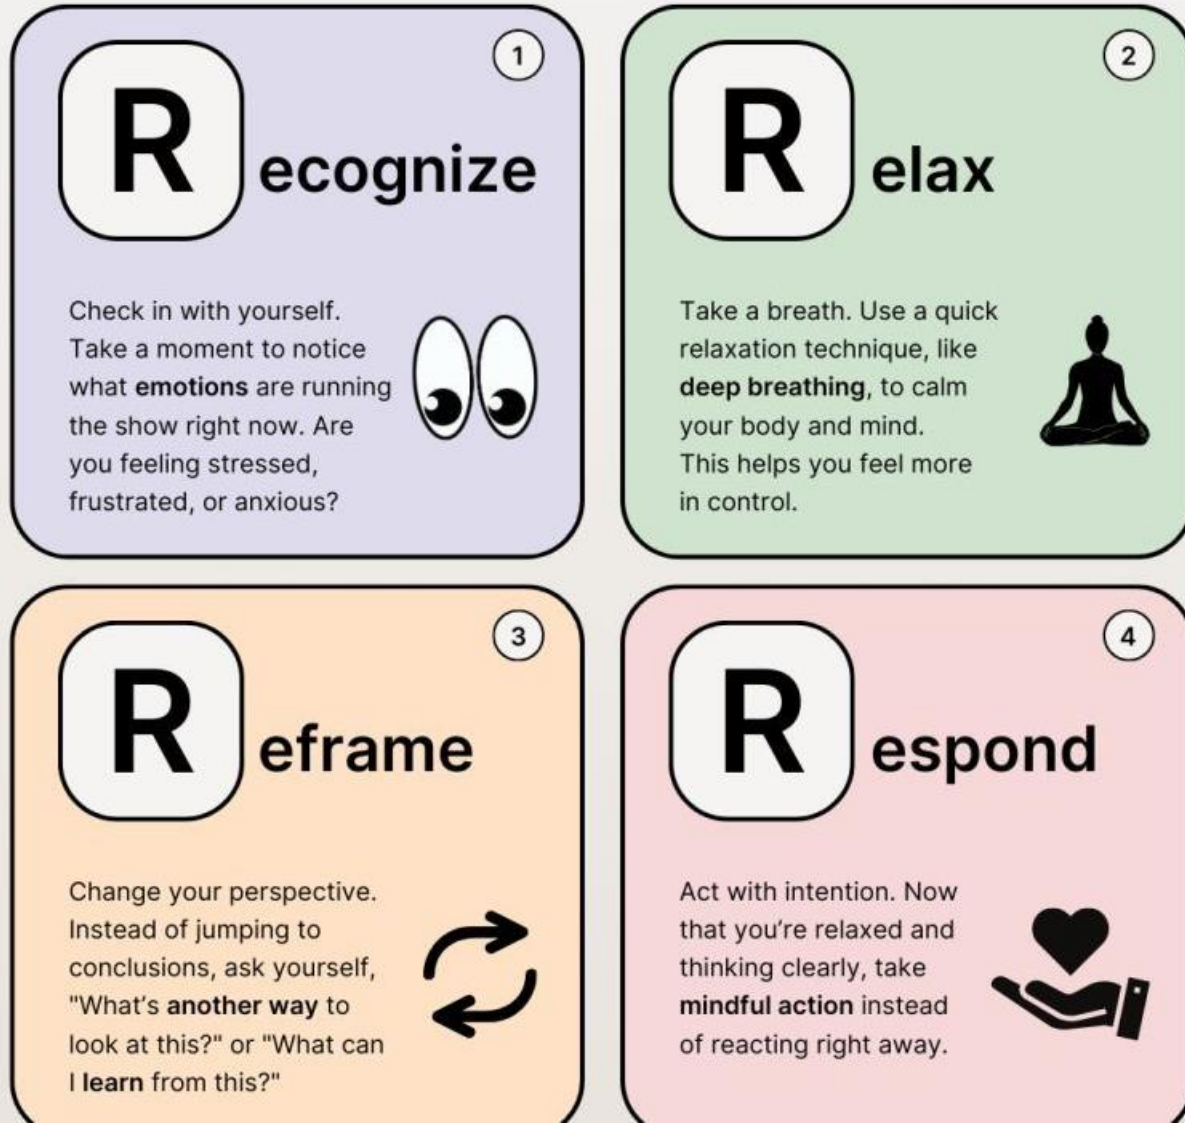 1
Recognize
Check in with yourself.
Take a moment to notice
what emotions are running
the show right now. Are
you feeling stressed,
frustrated, or anxious?
2
Relax
Take a breath. Use a quick
relaxation technique, like
deep breathing, to calm
your body and mind.
This helps you feel more
in control.
3
Reframe
Change your perspective.
Instead of jumping to
conclusions, ask yourself,
"What's another way to
look at this?" or "What can
I learn from this?"
4
Respond
Act with intention. Now
that you’re relaxed and
thinking clearly, take
mindful action instead
of reacting right away.